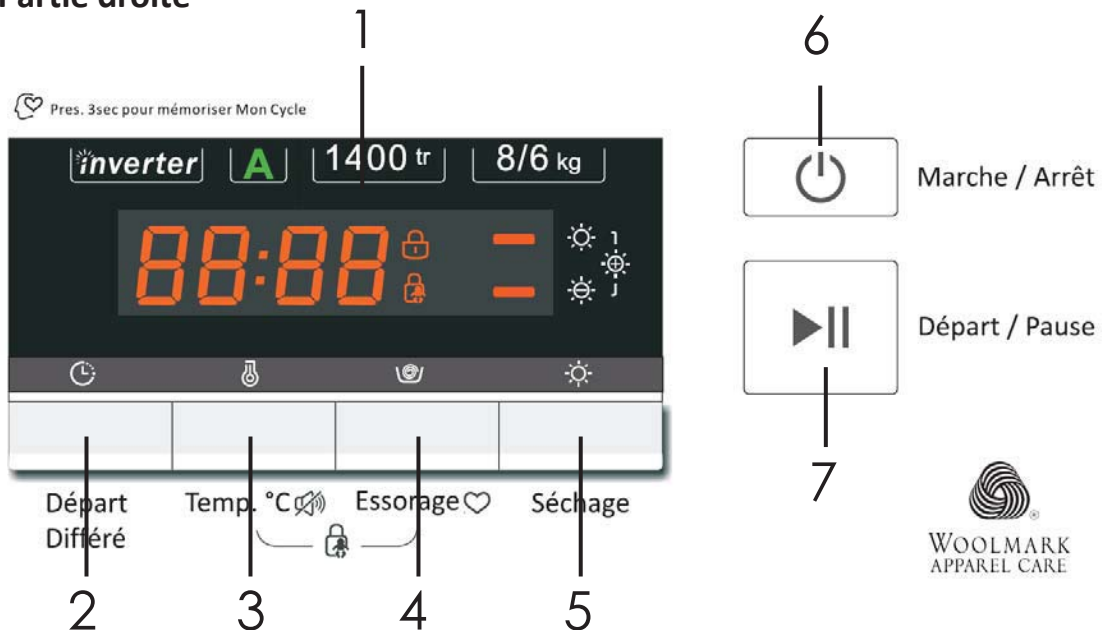 Partie droite
1
6
Pres. 3sec pour mémoriser Mon Cycle
inverter A 1400 tr 8/6 kg
88:88
Marche / Arrêt
Départ / Pause
7
Départ Différé
Temp. °C
Essorage
Séchage
WOOLMARK
APPAREL CARE
2 3 4 5